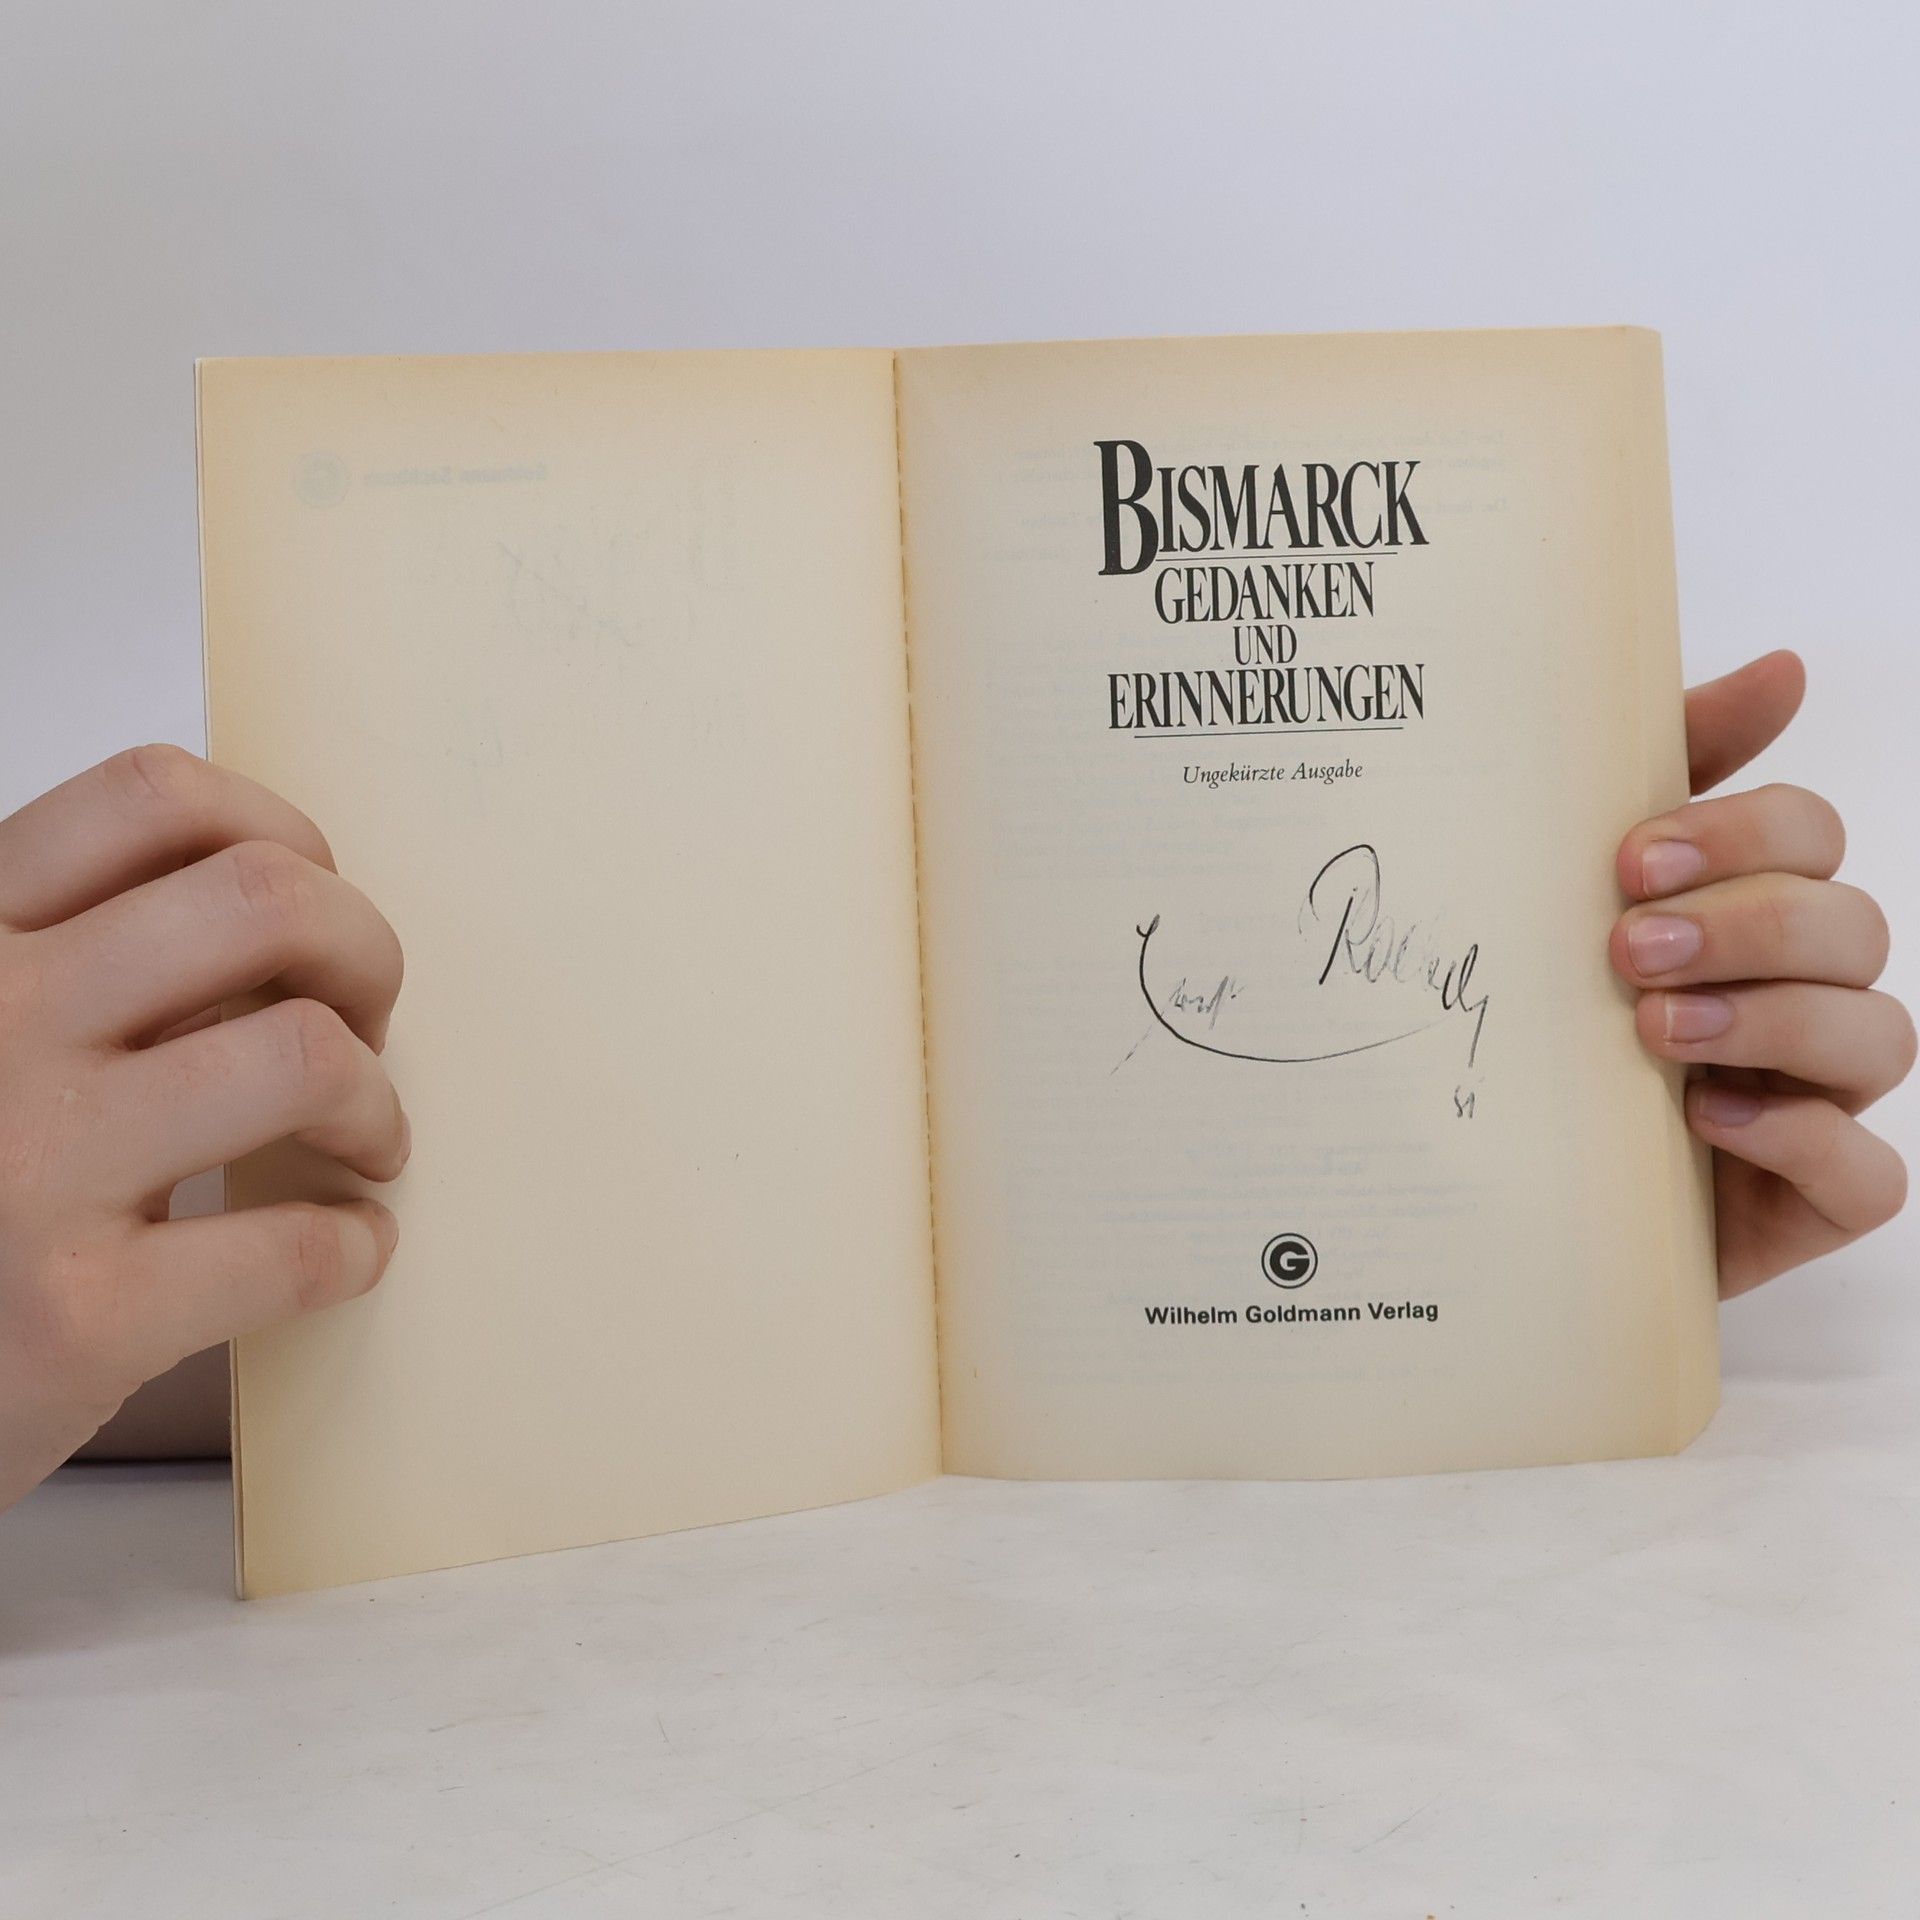 BISMARCK
GEDANKEN
UND
ERINNERUNGEN
Ungekürzte Ausgabe
G
Wilhelm Goldmann Verlag